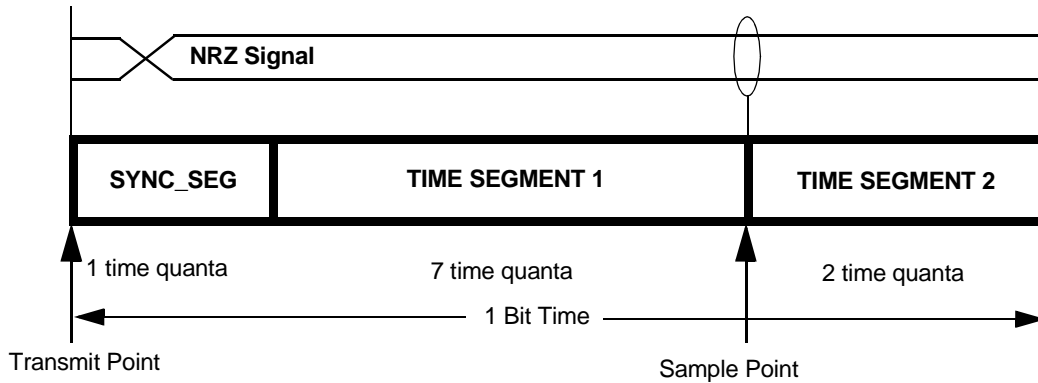 NRZ Signal
SYNC_SEG
TIME SEGMENT 1
TIME SEGMENT 2
1 time quanta
7 time quanta
2 time quanta
1 Bit Time
Transmit Point
Sample Point